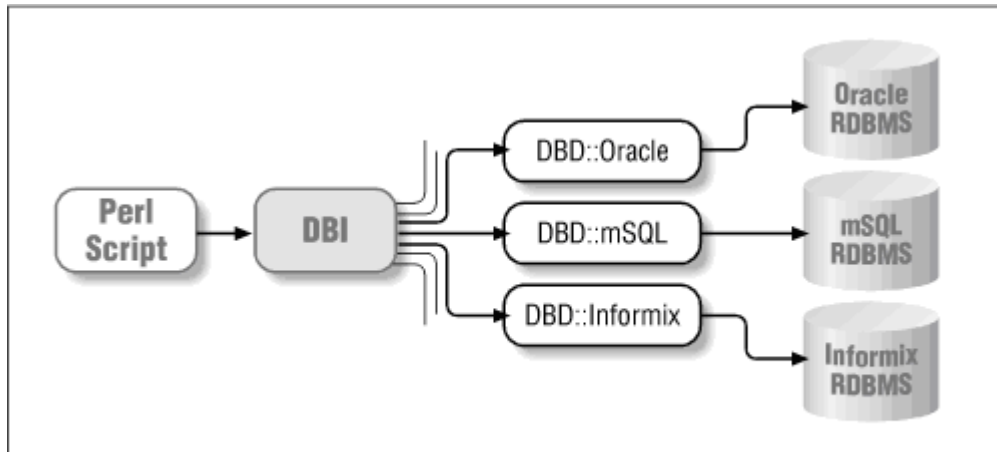 Perl
Script
DBI
DBD::Oracle
DBD::mSQL
DBD::Informix
Oracle
RDBMS
mSQL
RDBMS
Informix
RDBMS